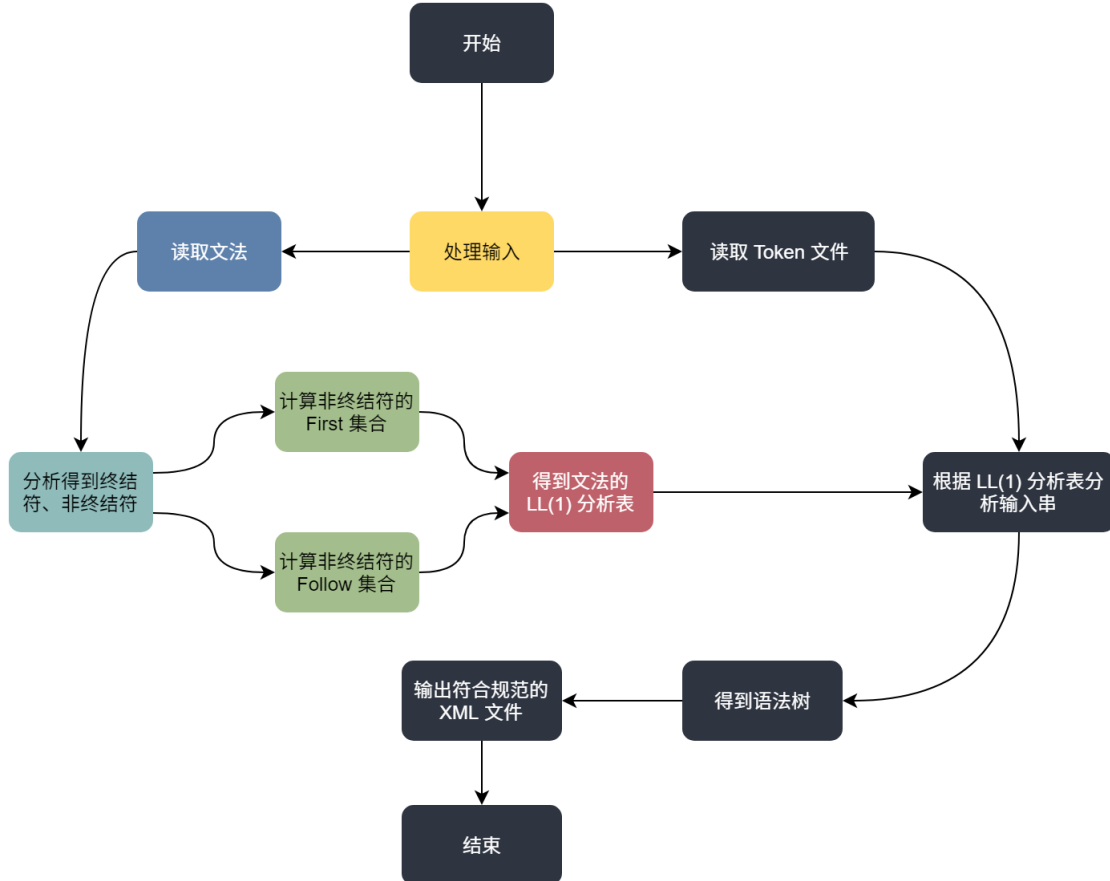 开始
读取文法
处理输入
读取 Token 文件
计算非终结符的
First 集合
分析得到终结
符、非终结符
得到文法的
LL(1) 分析表
根据 LL(1) 分析表分
析输入串
计算非终结符的
Follow 集合
输出符合规范的
XML 文件
得到语法树
结束